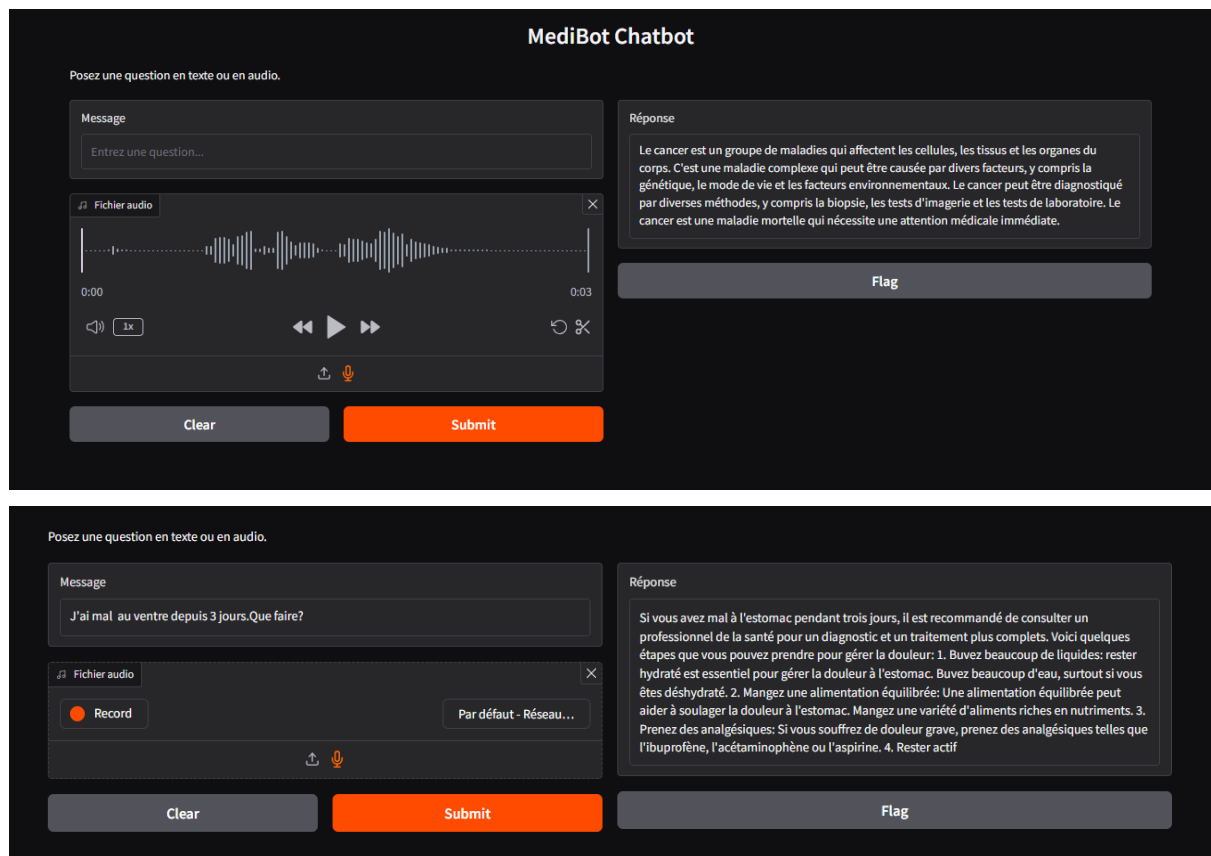 MediBot Chatbot
Posez une question en texte ou en audio.
Message
Entrez une question...
Fichier audio
0:00
0:03
1x
Clear
Submit
Réponse
Le cancer est un groupe de maladies qui affectent les cellules, les tissus et les organes du
corps. C'est une maladie complexe qui peut être causée par divers facteurs, y compris la
génétique, le mode de vie et les facteurs environnementaux. Le cancer peut être diagnostiqué
par diverses méthodes, y compris la biopsie, les tests d'imagerie et les tests de laboratoire. Le
cancer est une maladie mortelle qui nécessite une attention médicale immédiate.
Flag
Posez une question en texte ou en audio.
Message
J'ai mal  au ventre depuis 3 jours.Que faire?
Fichier audio
Record
Par défaut - Réseau...
Clear
Submit
Réponse
Si vous avez mal à l'estomac pendant trois jours, il est recommandé de consulter un
professionnel de la santé pour un diagnostic et un traitement plus complets. Voici quelques
étapes que vous pouvez prendre pour gérer la douleur: 1. Buvez beaucoup de liquides: rester
hydraté est essentiel pour gérer la douleur à l'estomac. Buvez beaucoup d'eau, surtout si vous
êtes déshydraté. 2. Mangez une alimentation équilibrée: Une alimentation équilibrée peut
aider à soulager la douleur à l'estomac. Mangez une variété d'aliments riches en nutriments. 3.
Prenez des analgésiques: Si vous souffrez de douleur grave, prenez des analgésiques telles que
l'ibuprofène, l'acétaminophène ou l'aspirine. 4. Rester actif
Flag